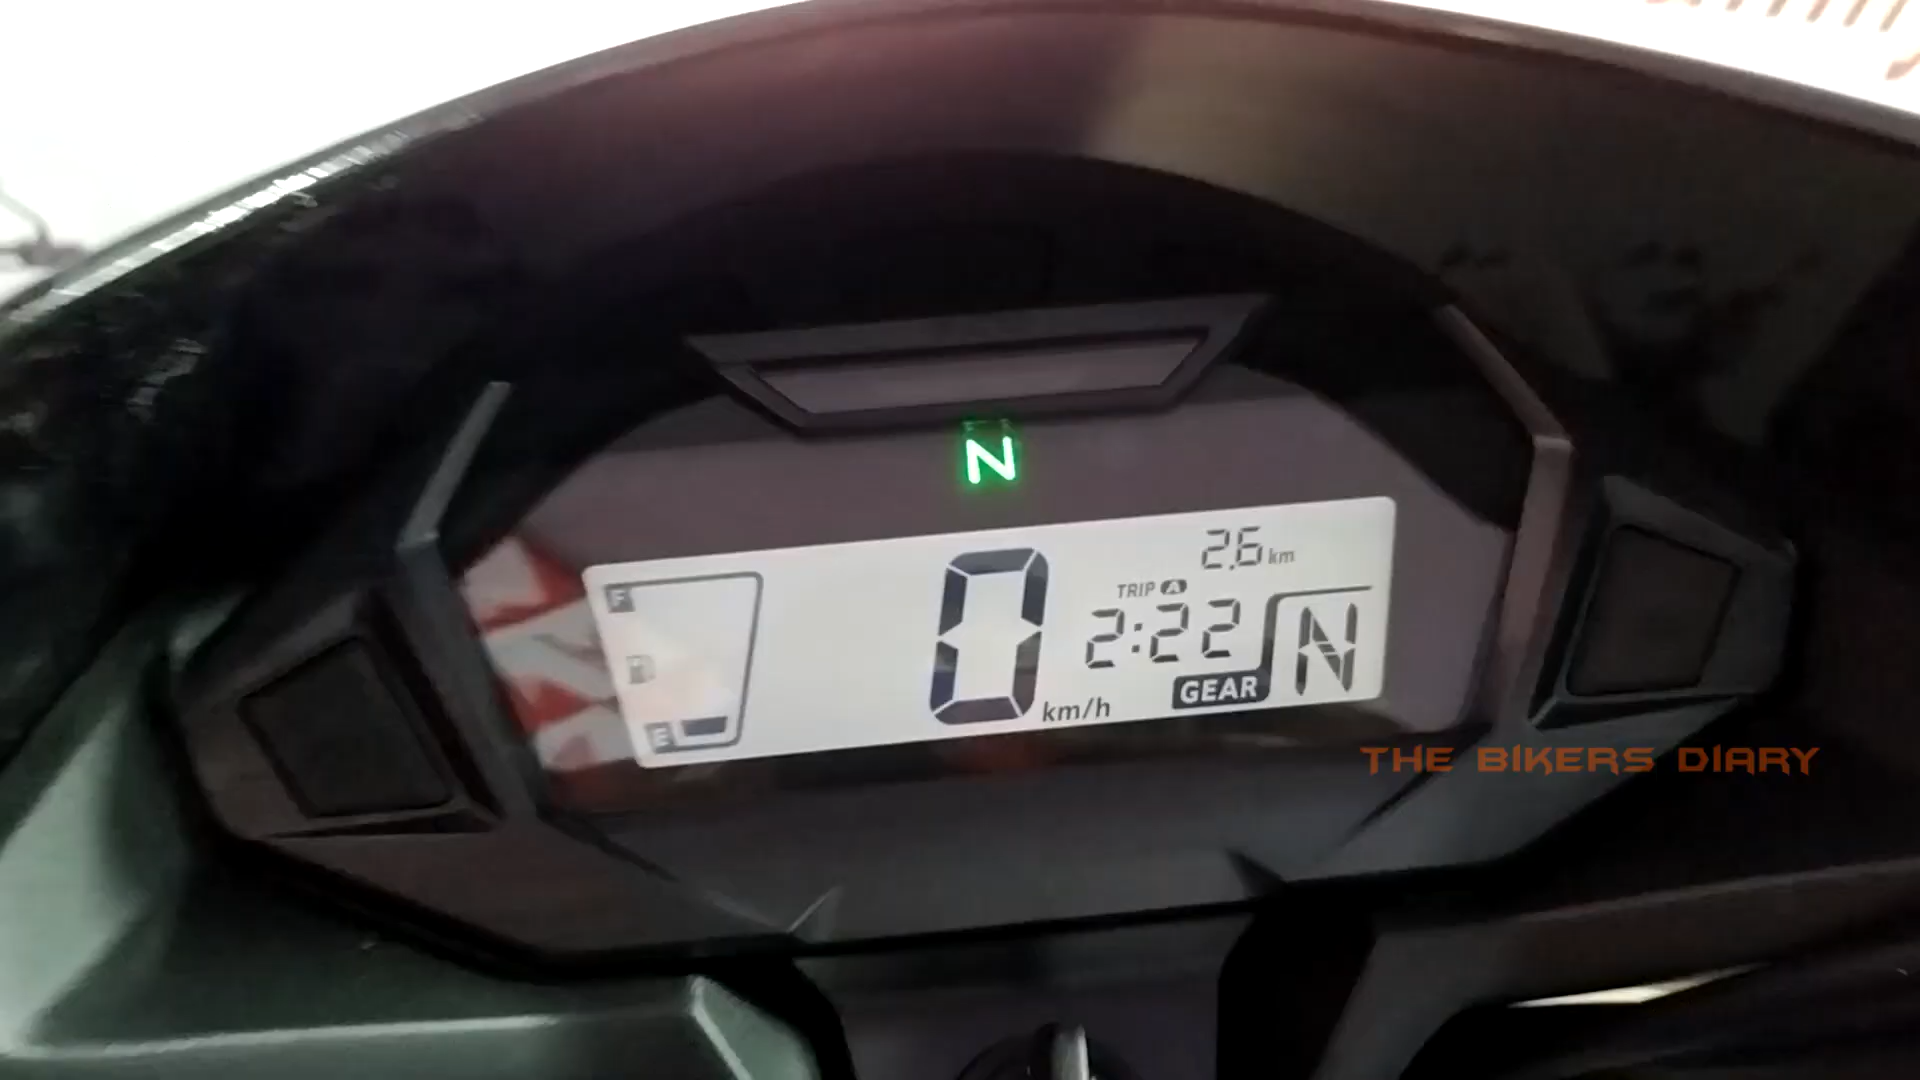 N
2.6 km
F
TRIP A
2:22
N
0
km/h
GEAR
E
THE BIKERS DIARY